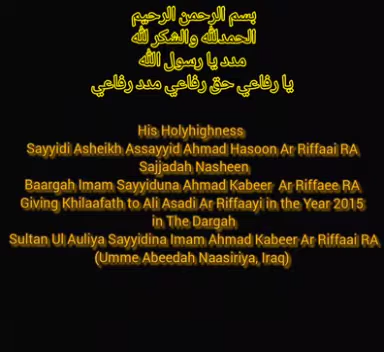 بسم الرحمن الرحيم
الحمدلله والشكر لله
مدد يا رسول الله
يا رفاعي حق رفاعي مدد رفاعي
His Holyhighness
Sayyidi Asheikh Assayyid Ahmad Hasoon Ar Riffaai RA
Sajjadah Nasheen
Baargah Imam Sayyiduna Ahmad Kabeer Ar Riffaee RA
Giving Khilaafath to Ali Asadi Ar Riffaayi in the Year 2015
in The Dargah
Sultan Ul Auliya Sayyidina Imam Ahmad Kabeer Ar Riffaai RA
(Umme Abeedah Naasiriya, Iraq)